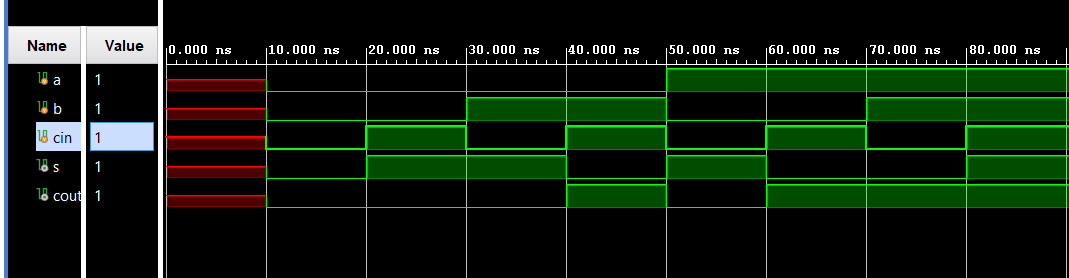 Name Value
0.000 ns 10.000 ns 20.000 ns 30.000 ns 40.000 ns 50.000 ns 60.000 ns 70.000 ns 80.000 ns
a 1
b 1
cin 1
s 1
cout 1